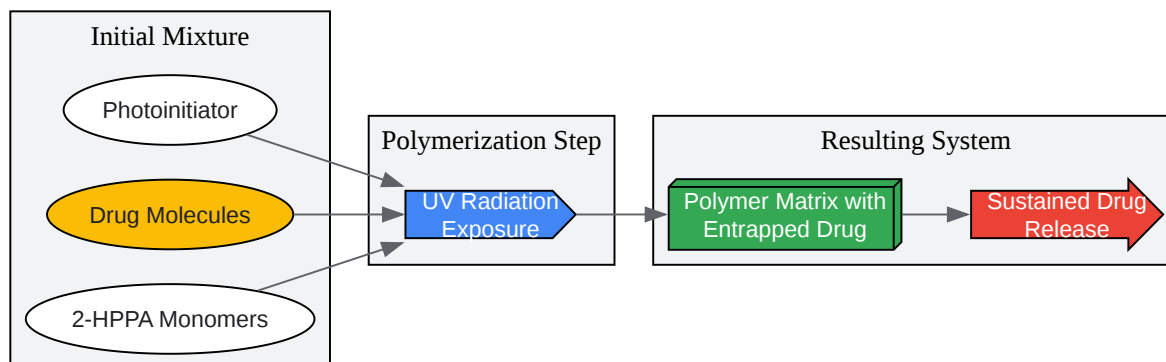 Initial Mixture
Photoinitiator
Drug Molecules
2-HPPA Monomers
Polymerization Step
UV Radiation
Exposure
Resulting System
Polymer Matrix with
Entrapped Drug
Sustained Drug
Release